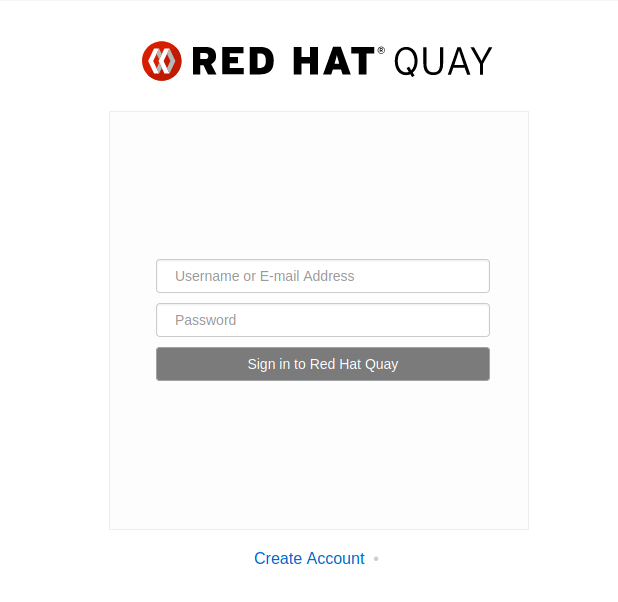 RED HAT® QUAY
Username or E-mail Address
Password
Sign in to Red Hat Quay
Create Account